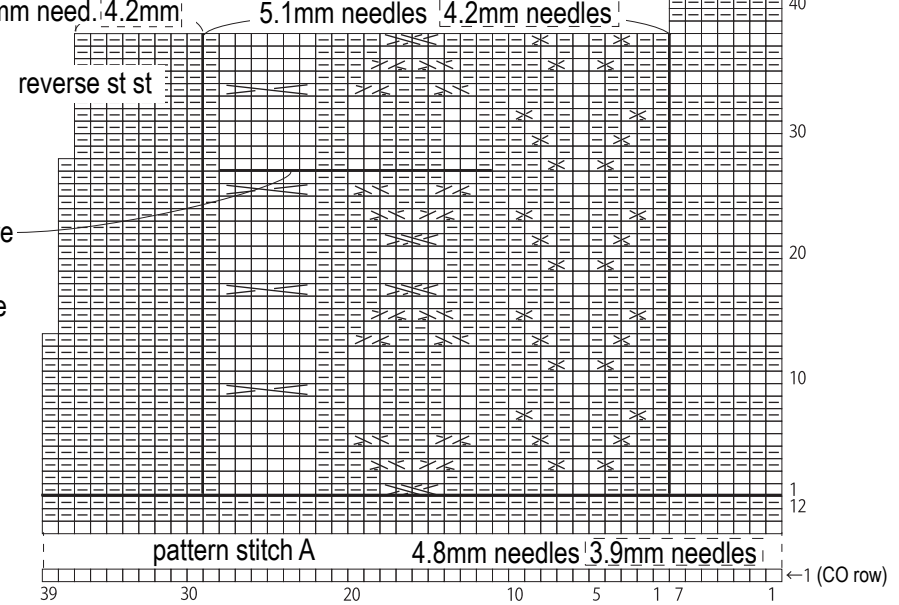 mm need. 4.2mm
5.1mm needles 4.2mm needles
40
reverse st st
30
e
20
e
10
1
12
pattern stitch A 4.8mm needles 3.9mm needles
←1 (CO row)
39 30 20 10 5 1 7 1